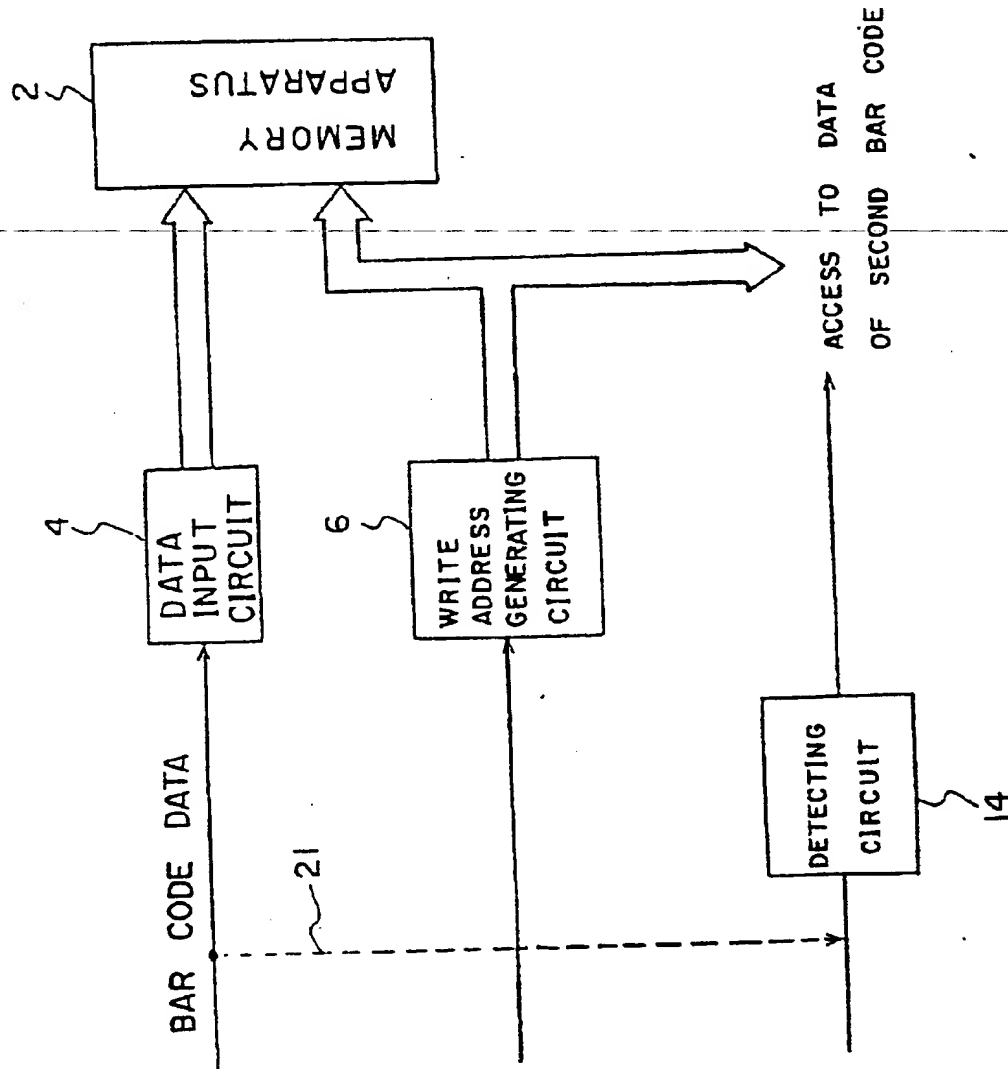 2
MEMORY
APPARATUS
4
DATA
INPUT
CIRCUIT
BAR CODE DATA
6
WRITE
ADDRESS
GENERATING
CIRCUIT
21
ACCESS TO DATA
OF SECOND BAR CODE
DETECTING
CIRCUIT
14